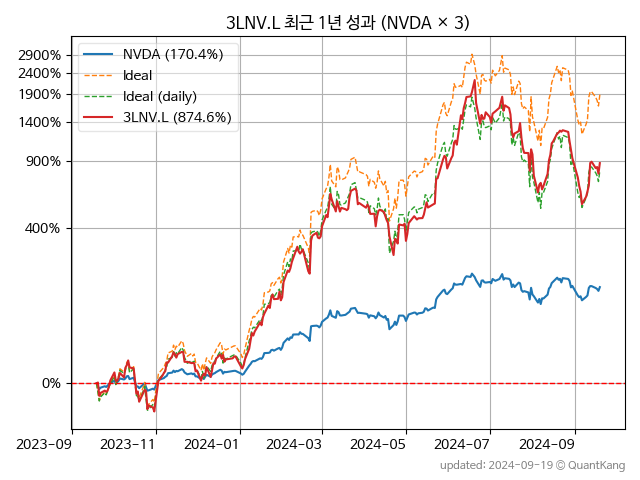 3LNV.L 최근 1년 성과 (NVDA × 3)
NVDA (170.4%)
Ideal
Ideal (daily)
3LNV.L (874.6%)
2900%
2400%
1900%
1400%
900%
400%
0%
2023-09
2023-11
2024-01
2024-03
2024-05
2024-07
2024-09
updated: 2024-09-19 © QuantKang